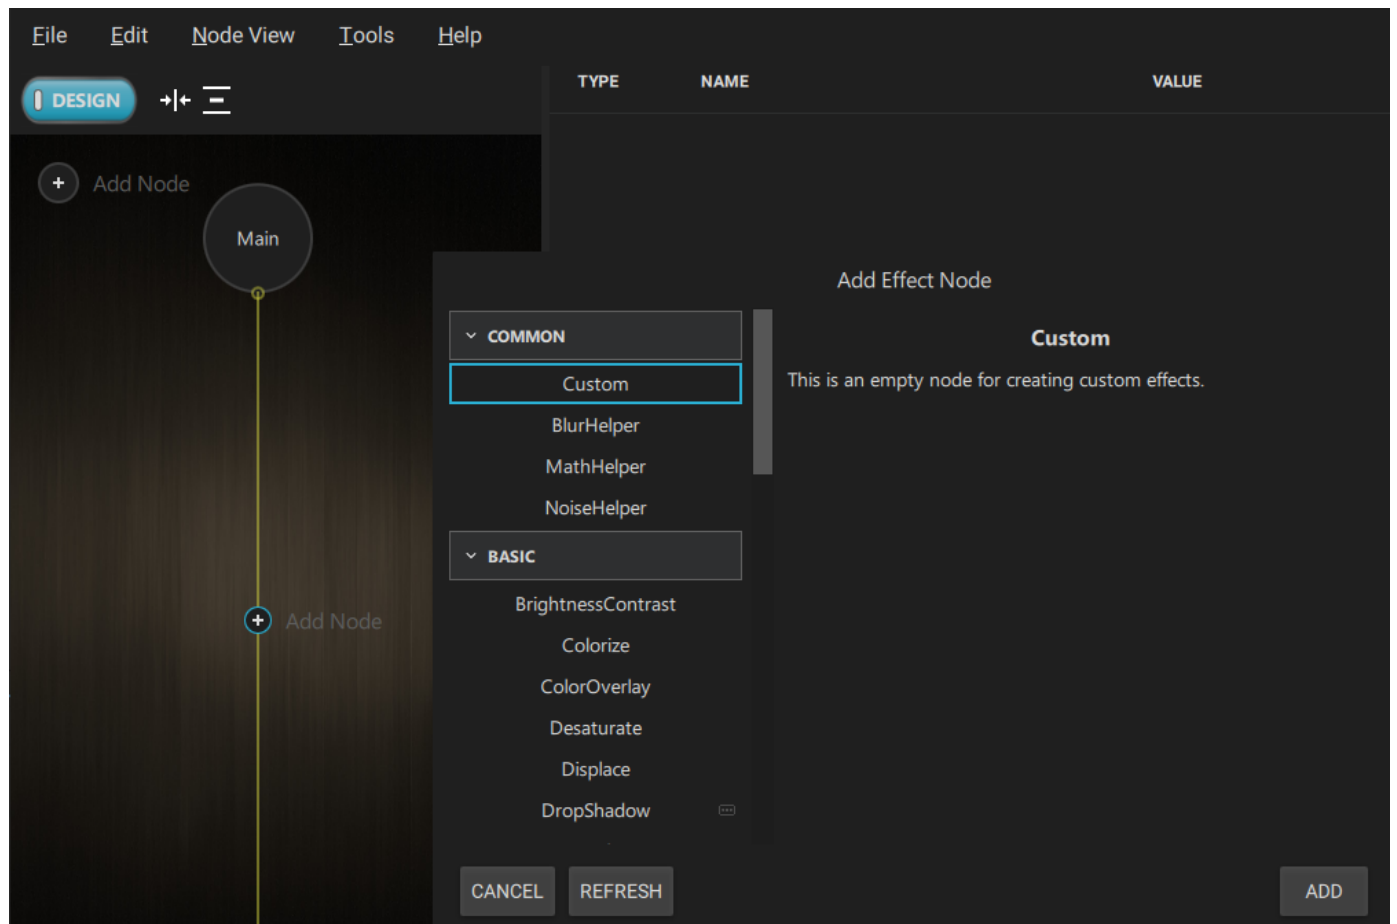 File Edit Node View Tools Help
DESIGN
TYPE NAME VALUE
Add Node
Main
Add Effect Node
COMMON
Custom
BlurHelper
MathHelper
NoiseHelper
BASIC
BrightnessContrast
Colorize
ColorOverlay
Desaturate
Displace
DropShadow
Custom
This is an empty node for creating custom effects.
Add Node
CANCEL REFRESH ADD